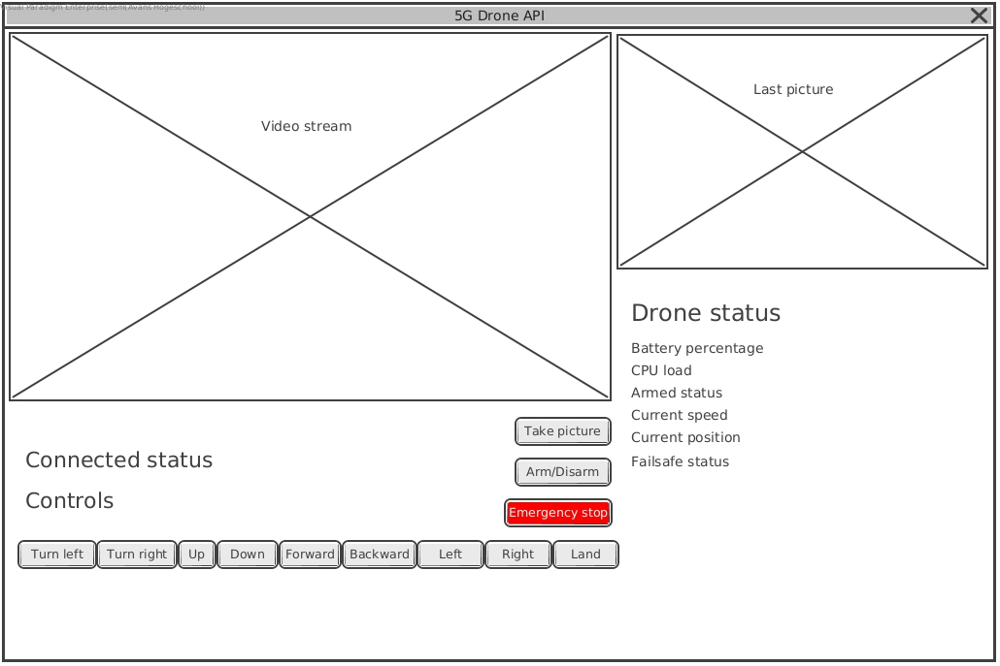 Visual Paradigm Enterprise(sem(Avans Hogeschool))
5G Drone API
Video stream
Last picture
Drone status
Battery percentage
CPU load
Armed status
Current speed
Current position
Failsafe status
Take picture
Connected status
Arm/Disarm
Controls
Emergency stop
Turn left Turn right Up Down Forward Backward Left Right Land